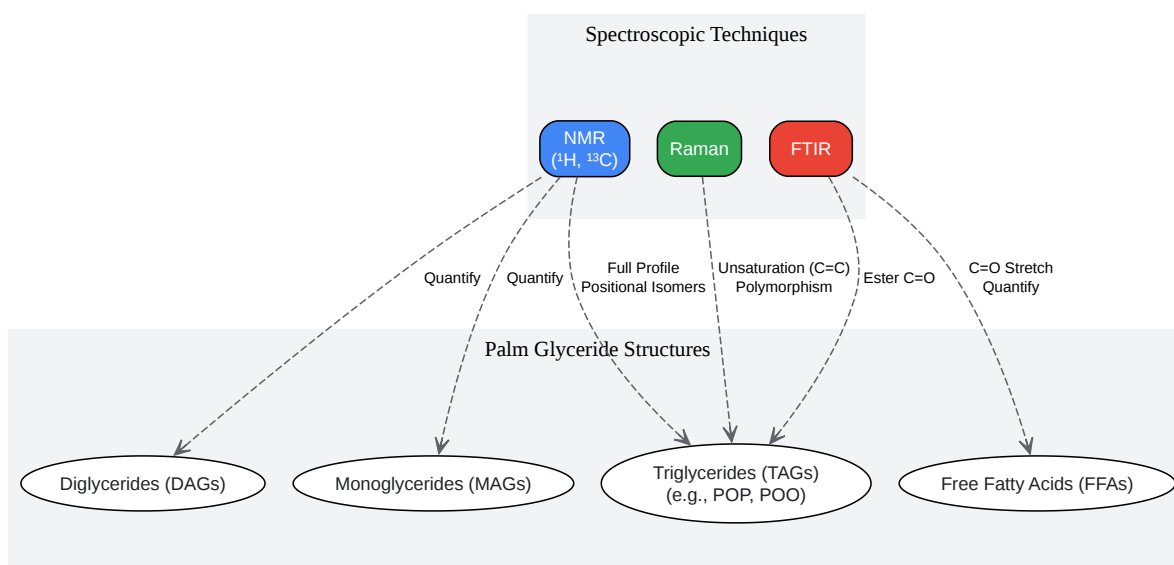 Spectroscopic Techniques
NMR
(¹H, ¹³C)
Raman
FTIR
Quantify
Quantify
Full Profile
Positional Isomers
Unsaturation (C=C)
Polymorphism
Ester C=O
C=O Stretch
Quantify
Palm Glyceride Structures
Diglycerides (DAGs)
Monoglycerides (MAGs)
Triglycerides (TAGs)
(e.g., POP, POO)
Free Fatty Acids (FFAs)